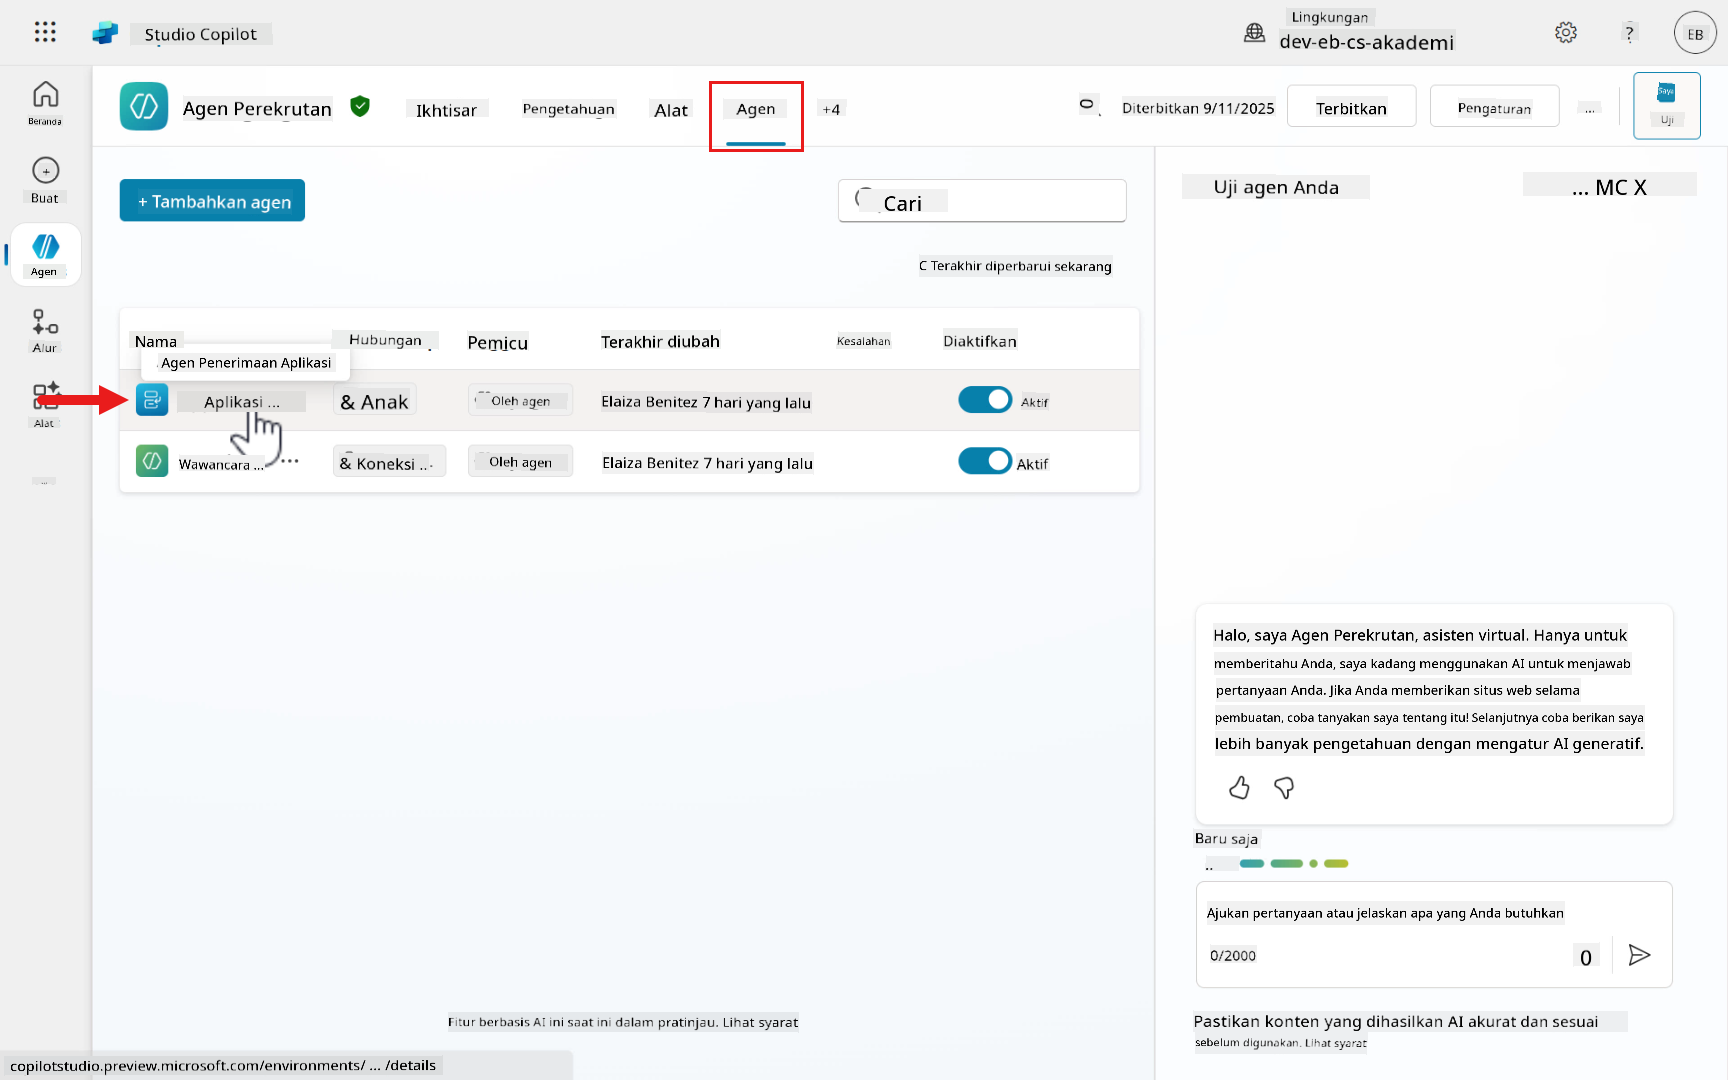 Studio Copilot
Lingkungan
dev-eb-cs-akademi
?
EB
Beranda
Buat
Agen
Alur
Alat
Agen Perekrutan
Ikhtisar
Pengetahuan
Alat
Agen
+4
Diterbitkan 9/11/2025
Terbitkan
Pengaturan
...
Saya
Uji
+ Tambahkan agen
Cari
C Terakhir diperbarui sekarang
Nama
Hubungan
Pemicu
Terakhir diubah
Kesalahan
Diaktifkan
Agen Penerimaan Aplikasi
Aplikasi ...
& Anak
Oleh agen
Elaiza Benitez 7 hari yang lalu
Aktif
Wawancara ...
& Koneksi ...
Oleh agen
Elaiza Benitez 7 hari yang lalu
Aktif
Fitur berbasis AI ini saat ini dalam pratinjau. Lihat syarat
copilotstudio.preview.microsoft.com/environments/ ... /details
Uji agen Anda
... MC X
Halo, saya Agen Perekrutan, asisten virtual. Hanya untuk
memberitahu Anda, saya kadang menggunakan AI untuk menjawab
pertanyaan Anda. Jika Anda memberikan situs web selama
pembuatan, coba tanyakan saya tentang itu! Selanjutnya coba berikan saya
lebih banyak pengetahuan dengan mengatur AI generatif.
Baru saja
Ajukan pertanyaan atau jelaskan apa yang Anda butuhkan
0/2000
0
Pastikan konten yang dihasilkan AI akurat dan sesuai
sebelum digunakan. Lihat syarat